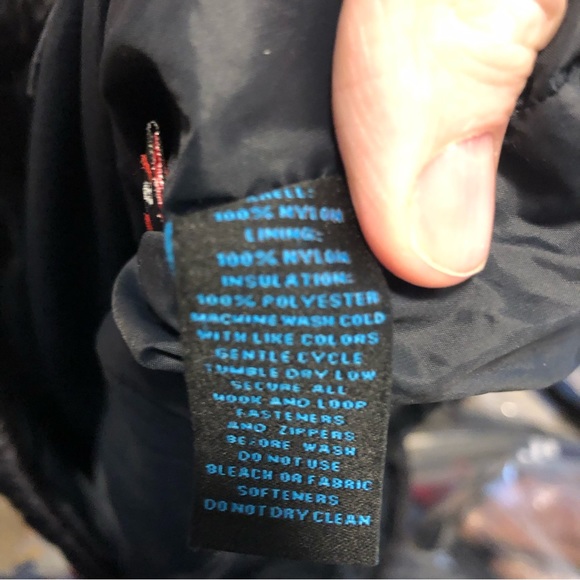 SHELL:
100% NYLON
LINING:
100% NYLON
INSULATION:
100% POLYESTER
MACHINE WASH COLD
WITH LIKE COLORS
GENTLE CYCLE
TUMBLE DRY LOW
SECURE ALL
HOOK AND LOOP
FASTENERS
AND ZIPPERS
BEFORE WASH
DO NOT USE
BLEACH OR FABRIC
SOFTENERS
DO NOT DRY CLEAN